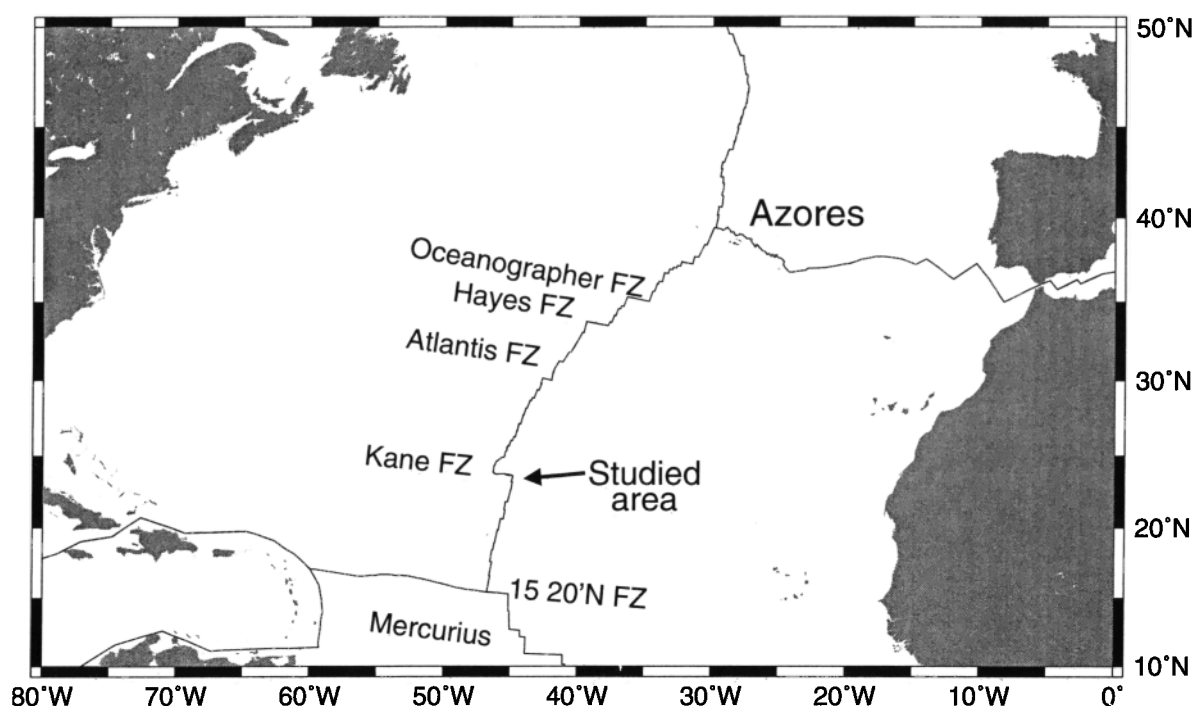 50°N
Azores
40°N
Oceanographer FZ
Hayes FZ
Atlantis FZ
30°N
Kane FZ
Studied
area
20°N
15 20'N FZ
Mercurius
10°N
80°W 70°W 60°W 50°W 40°W 30°W 20°W 10°W 0°